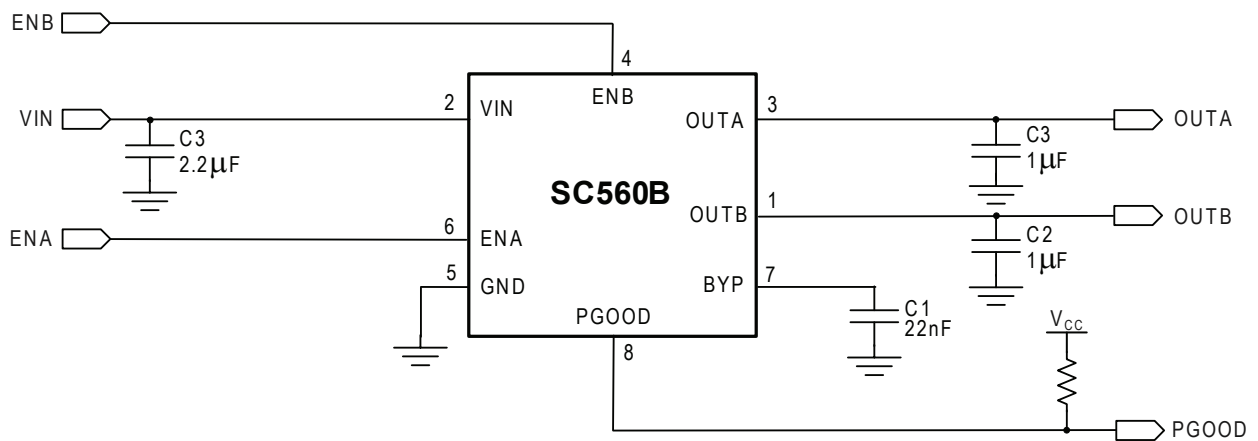 ENB
4
ENB
VIN
2
VIN
C3
2.2μF
OUTA
3
OUTA
C3
1μF
SC560B
OUTB
1
OUTB
C2
1μF
ENA
6
ENA
5
GND
BYP
7
C1
22nF
PGOOD
8
VCC
PGOOD